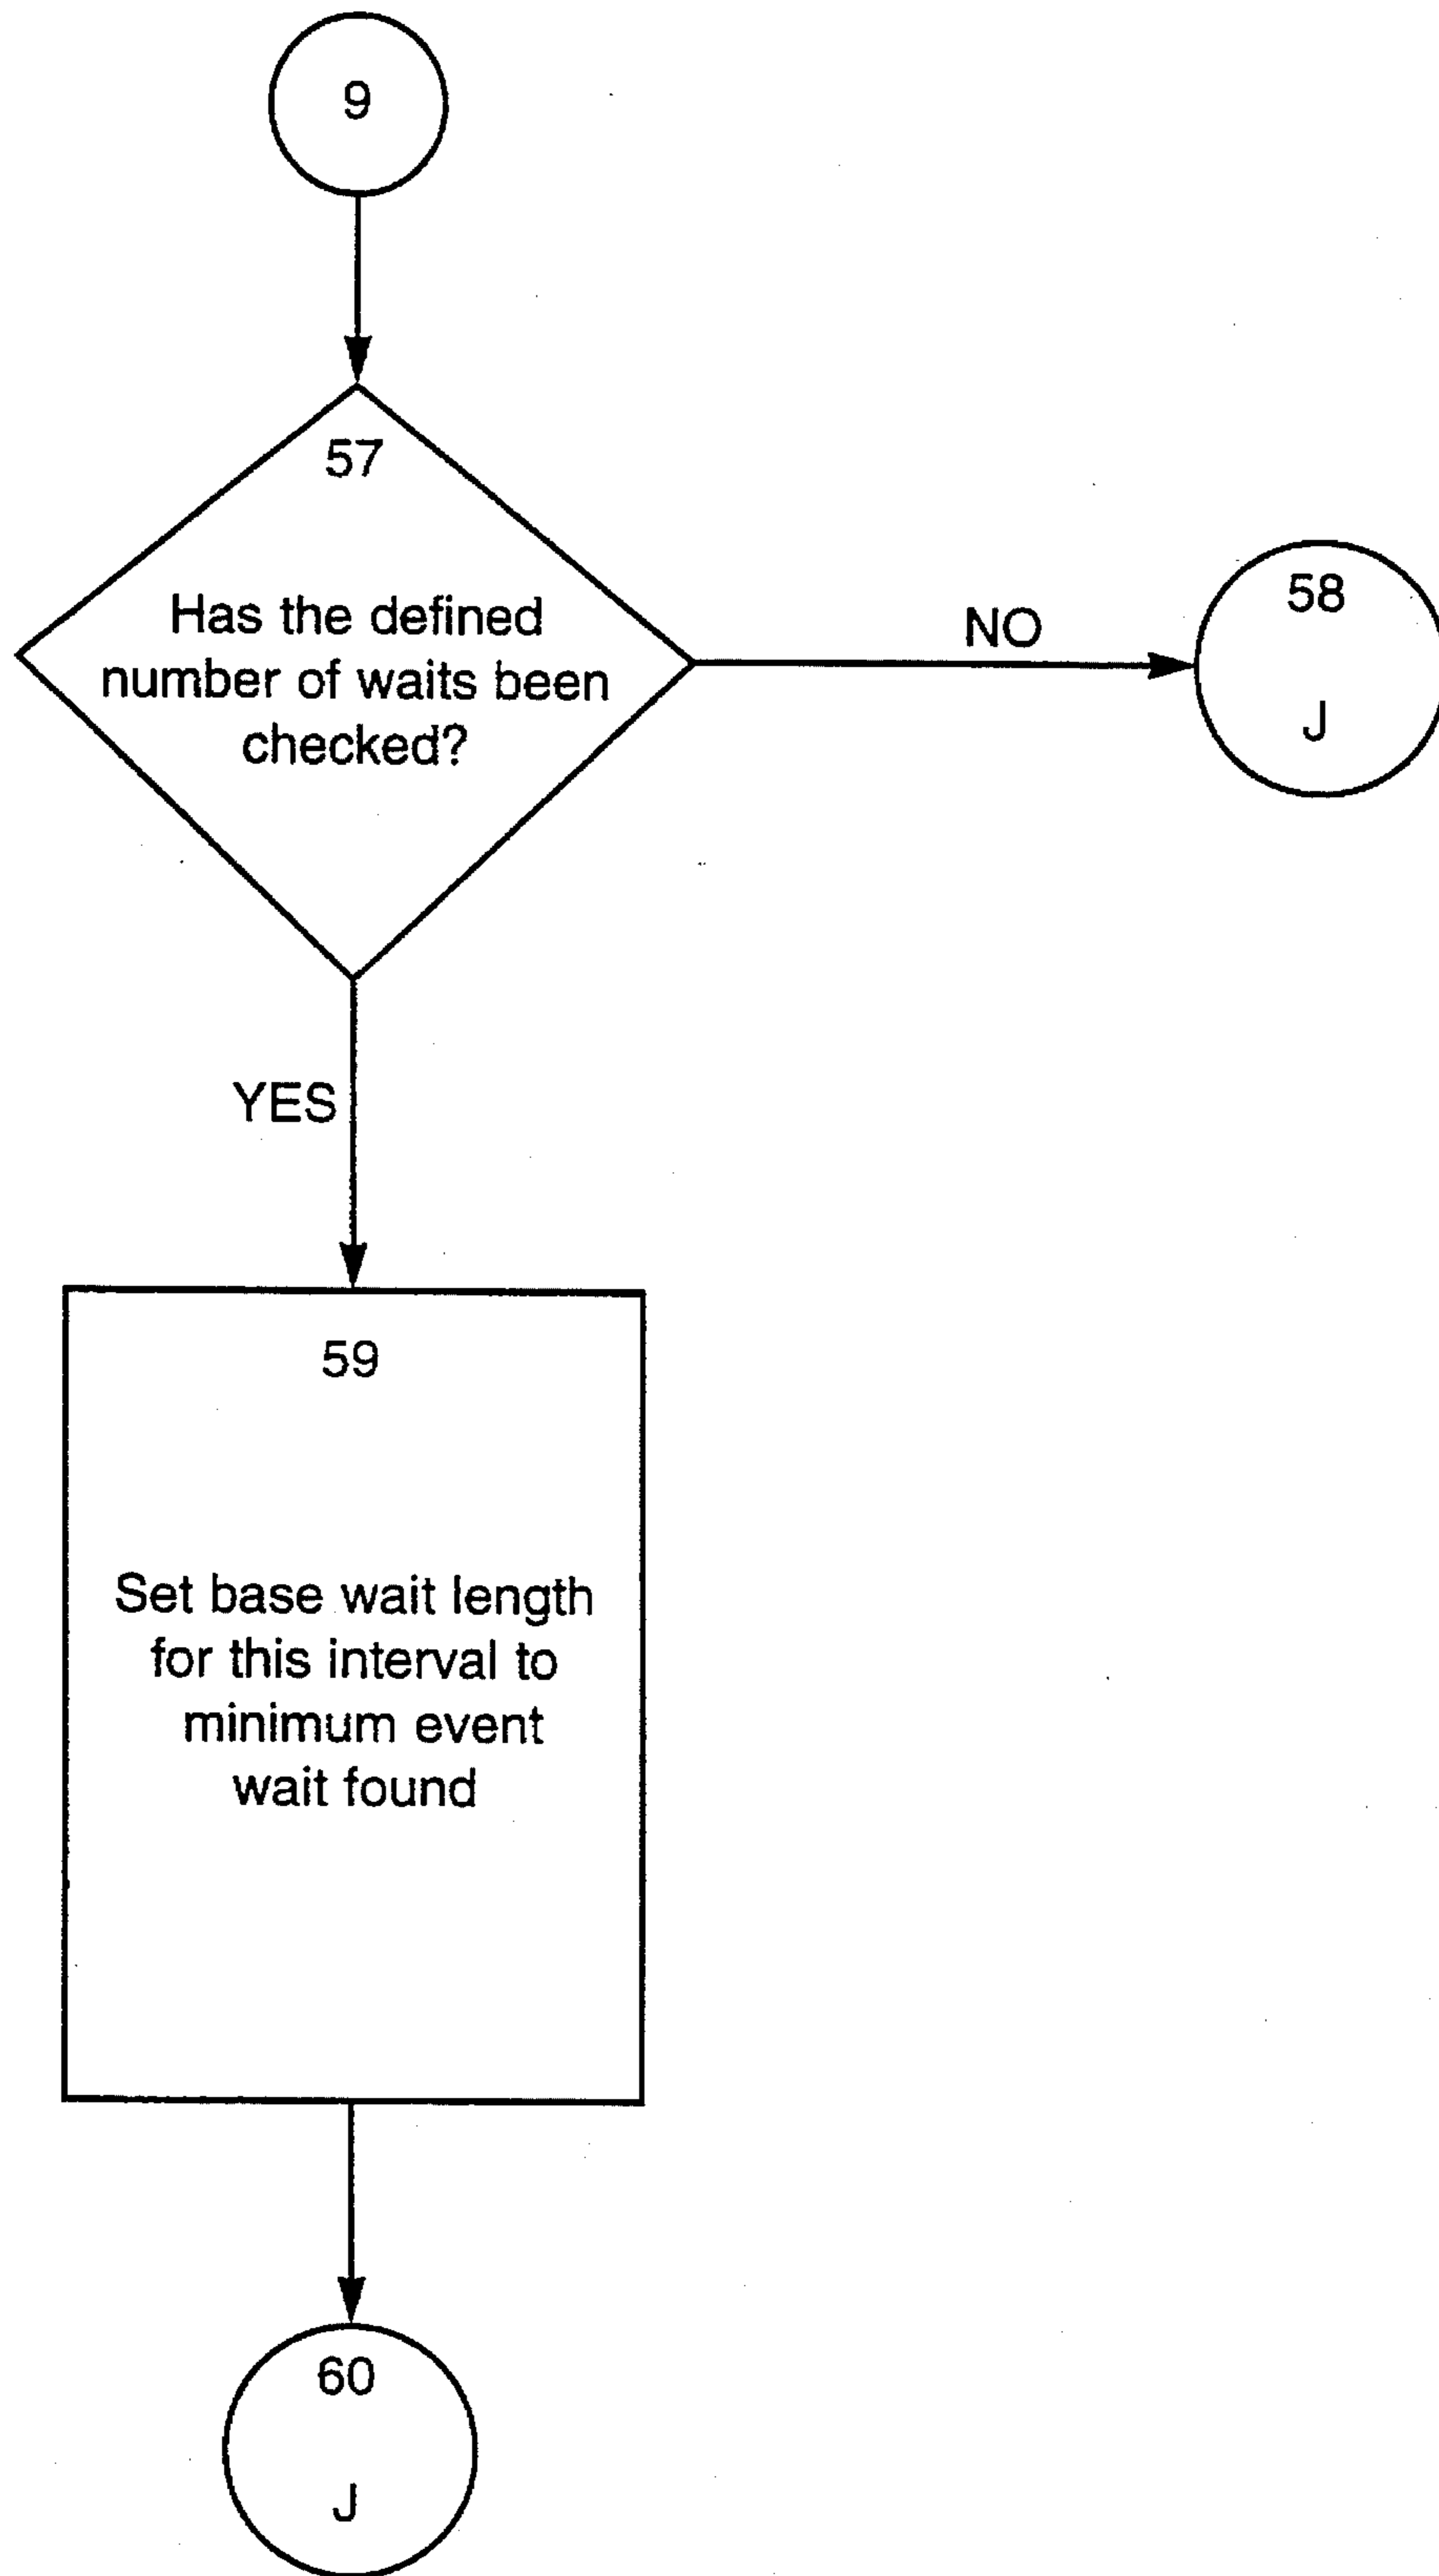 9
57
Has the defined
number of waits been
checked?
NO
58
J
YES
59
Set base wait length
for this interval to
minimum event
wait found
60
J